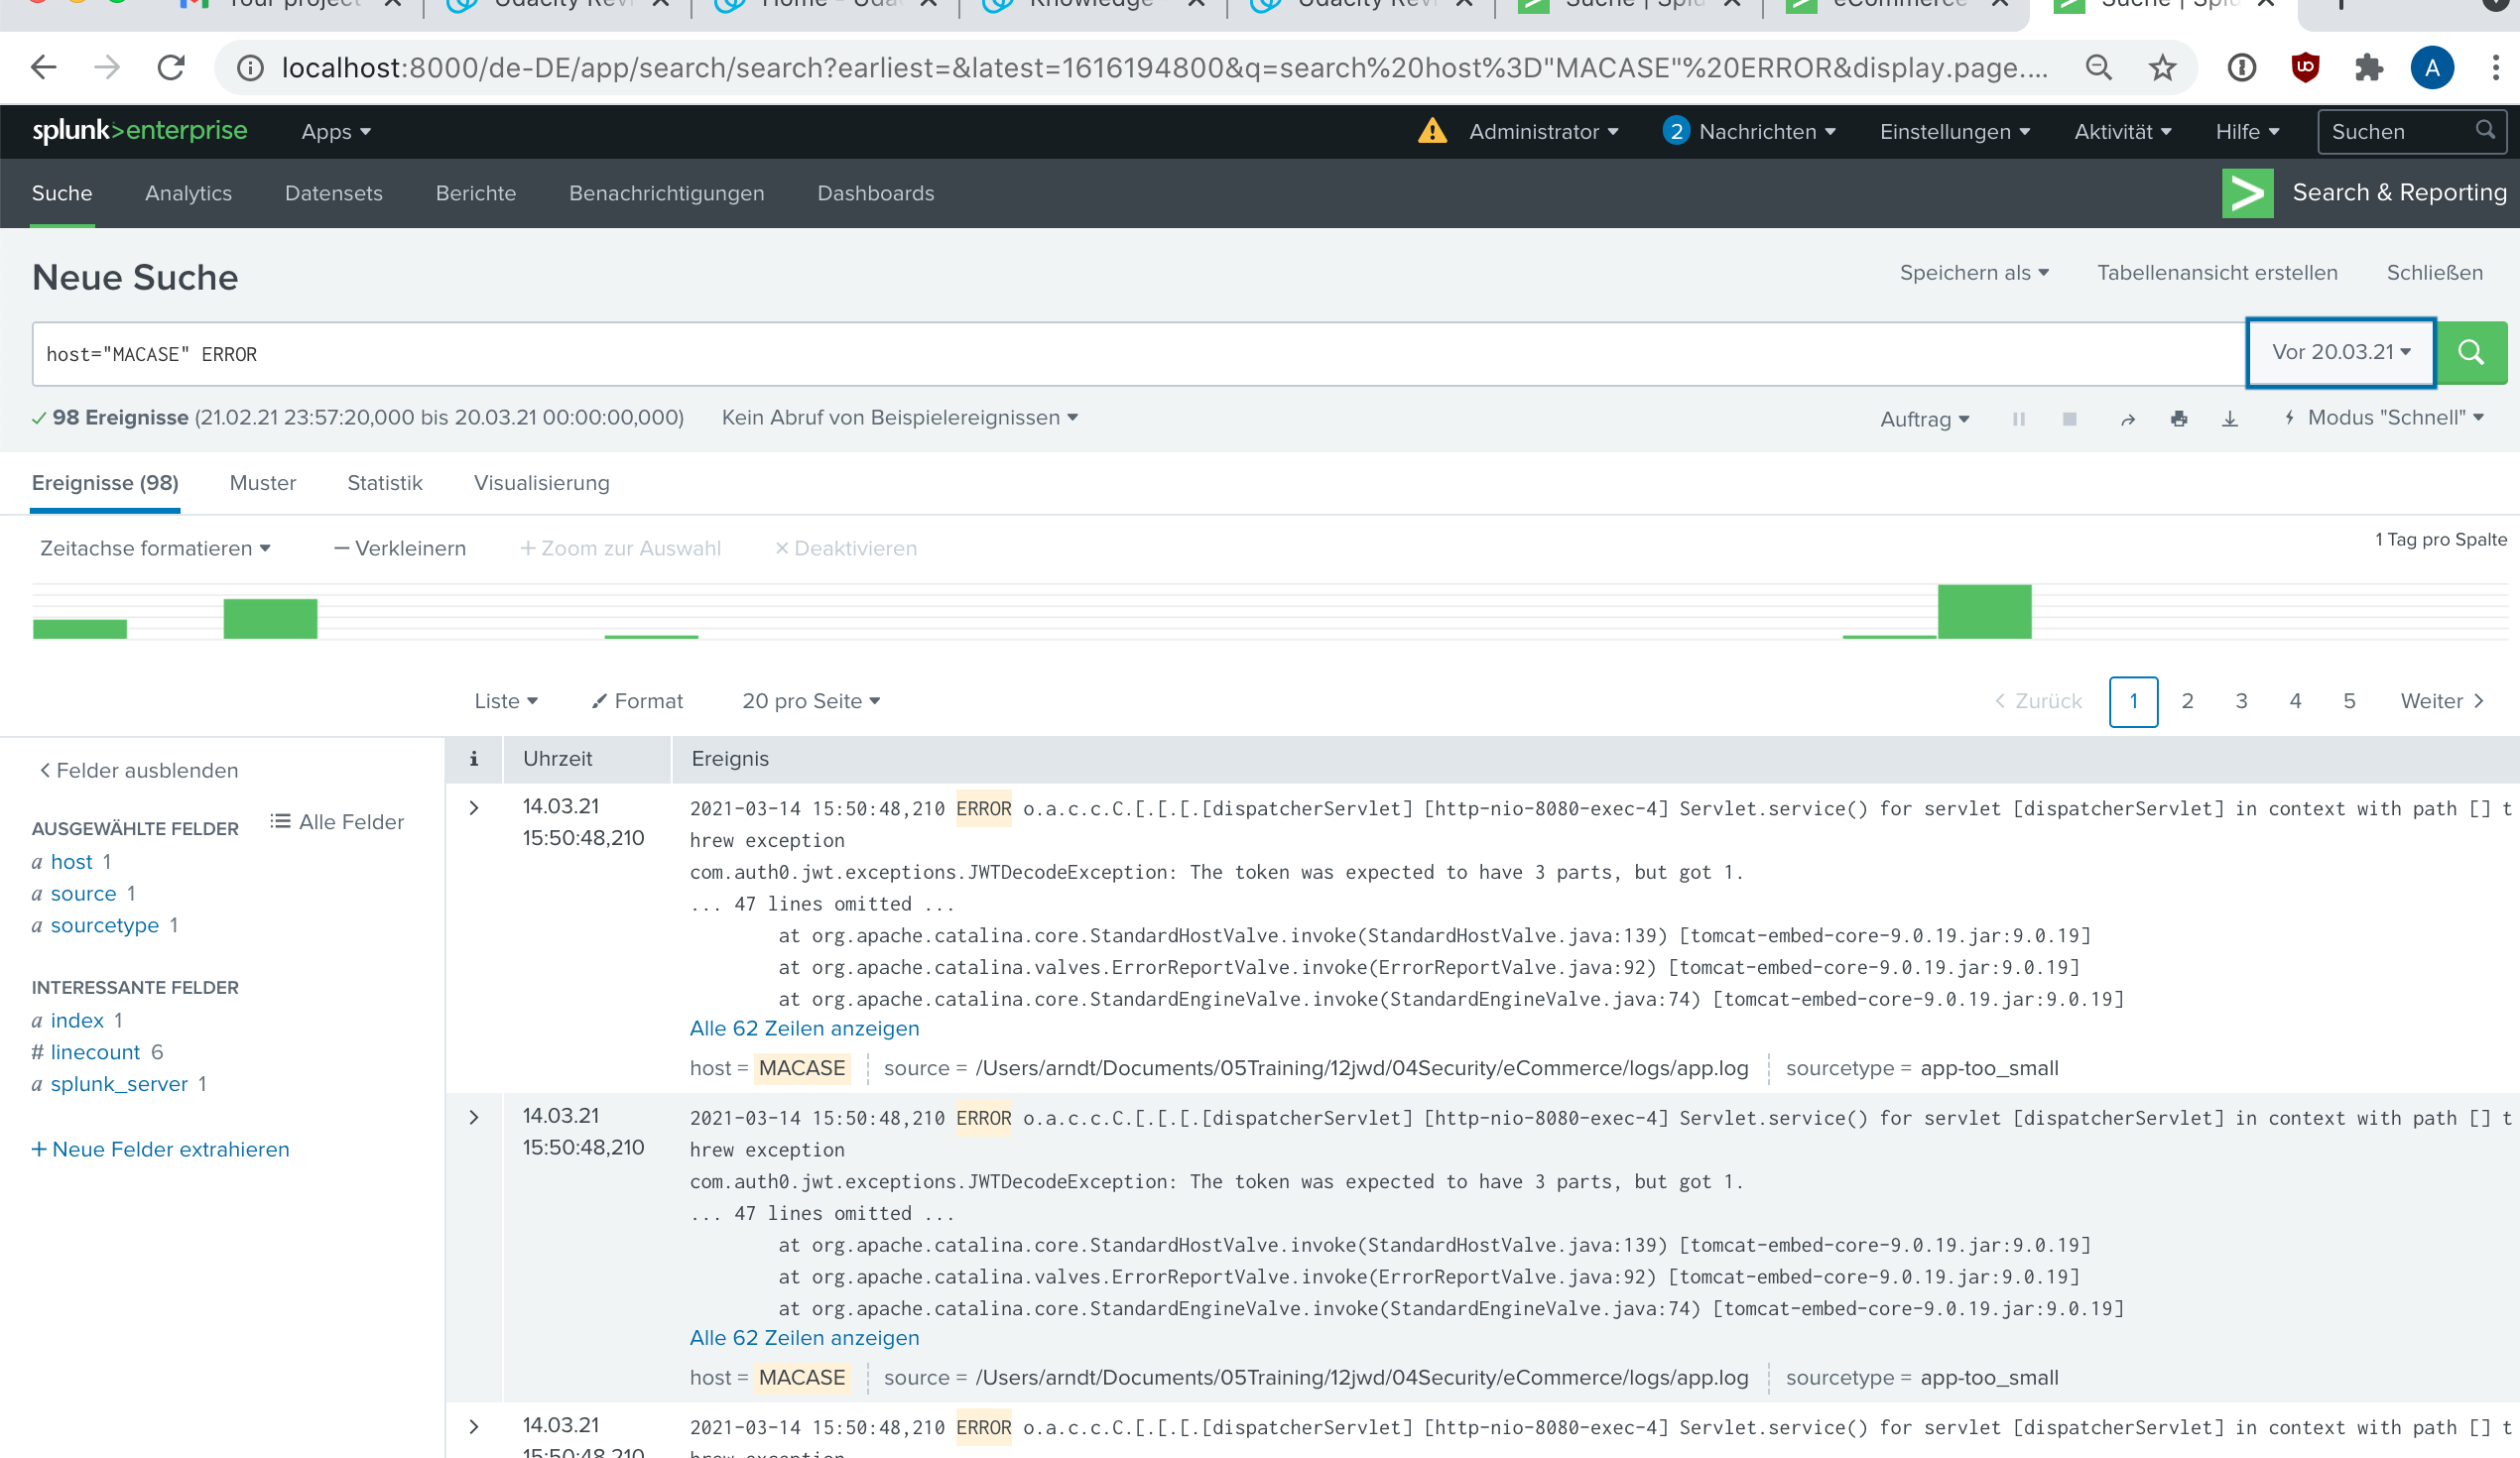 Your project
Udacity Revi
Home - Uda
Knowledge
Udacity Revi
Suche | Splu
eCommerce
Suche | Splu
localhost:8000/de-DE/app/search/search?earliest=&latest=1616194800&q=search%20host%3D"MACASE"%20ERROR&display.page....
A
splunk>enterprise Apps Administrator 2 Nachrichten Einstellungen Aktivität Hilfe Suchen
Suche Analytics Datensets Berichte Benachrichtigungen Dashboards Search & Reporting
Neue Suche Speichern als Tabellenansicht erstellen Schließen
host="MACASE" ERROR Vor 20.03.21
98 Ereignisse (21.02.21 23:57:20,000 bis 20.03.21 00:00:00,000) Kein Abruf von Beispielereignissen Auftrag Modus "Schnell"
Ereignisse (98) Muster Statistik Visualisierung
Zeitachse formatieren — Verkleinern + Zoom zur Auswahl × Deaktivieren 1 Tag pro Spalte
Liste Format 20 pro Seite < Zurück 1 2 3 4 5 Weiter >
< Felder ausblenden
Alle Felder
AUSGEWÄHLTE FELDER
a host 1
a source 1
a sourcetype 1
INTERESSANTE FELDER
a index 1
# linecount 6
a splunk_server 1
+ Neue Felder extrahieren
i Uhrzeit Ereignis
> 14.03.21
15:50:48,210
2021-03-14 15:50:48,210 ERROR o.a.c.c.C.[.[.[.[dispatcherServlet] [http-nio-8080-exec-4] Servlet.service() for servlet [dispatcherServlet] in context with path [] t
hrew exception
com.auth0.jwt.exceptions.JWTDecodeException: The token was expected to have 3 parts, but got 1.
... 47 lines omitted ...
at org.apache.catalina.core.StandardHostValve.invoke(StandardHostValve.java:139) [tomcat-embed-core-9.0.19.jar:9.0.19]
at org.apache.catalina.valves.ErrorReportValve.invoke(ErrorReportValve.java:92) [tomcat-embed-core-9.0.19.jar:9.0.19]
at org.apache.catalina.core.StandardEngineValve.invoke(StandardEngineValve.java:74) [tomcat-embed-core-9.0.19.jar:9.0.19]
Alle 62 Zeilen anzeigen
host = MACASE source = /Users/arndt/Documents/05Training/12jwd/04Security/eCommerce/logs/app.log sourcetype = app-too_small
> 14.03.21
15:50:48,210
2021-03-14 15:50:48,210 ERROR o.a.c.c.C.[.[.[.[dispatcherServlet] [http-nio-8080-exec-4] Servlet.service() for servlet [dispatcherServlet] in context with path [] t
hrew exception
com.auth0.jwt.exceptions.JWTDecodeException: The token was expected to have 3 parts, but got 1.
... 47 lines omitted ...
at org.apache.catalina.core.StandardHostValve.invoke(StandardHostValve.java:139) [tomcat-embed-core-9.0.19.jar:9.0.19]
at org.apache.catalina.valves.ErrorReportValve.invoke(ErrorReportValve.java:92) [tomcat-embed-core-9.0.19.jar:9.0.19]
at org.apache.catalina.core.StandardEngineValve.invoke(StandardEngineValve.java:74) [tomcat-embed-core-9.0.19.jar:9.0.19]
Alle 62 Zeilen anzeigen
host = MACASE source = /Users/arndt/Documents/05Training/12jwd/04Security/eCommerce/logs/app.log sourcetype = app-too_small
> 14.03.21
15:50:48,210
2021-03-14 15:50:48,210 ERROR o.a.c.c.C.[.[.[.[dispatcherServlet] [http-nio-8080-exec-4] Servlet.service() for servlet [dispatcherServlet] in context with path [] t
hrew exception